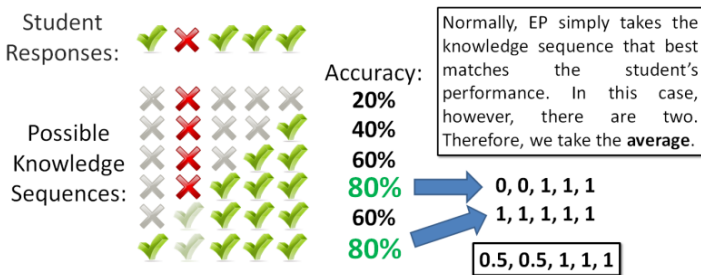 Student
Responses:
Normally, EP simply takes the
knowledge sequence that best
matches the student's
performance. In this case,
however, there are two.
Therefore, we take the average.
Accuracy:
Possible
Knowledge
Sequences:
20%
40%
60%
80%
60%
80%
0, 0, 1, 1, 1
1, 1, 1, 1, 1
0.5, 0.5, 1, 1, 1